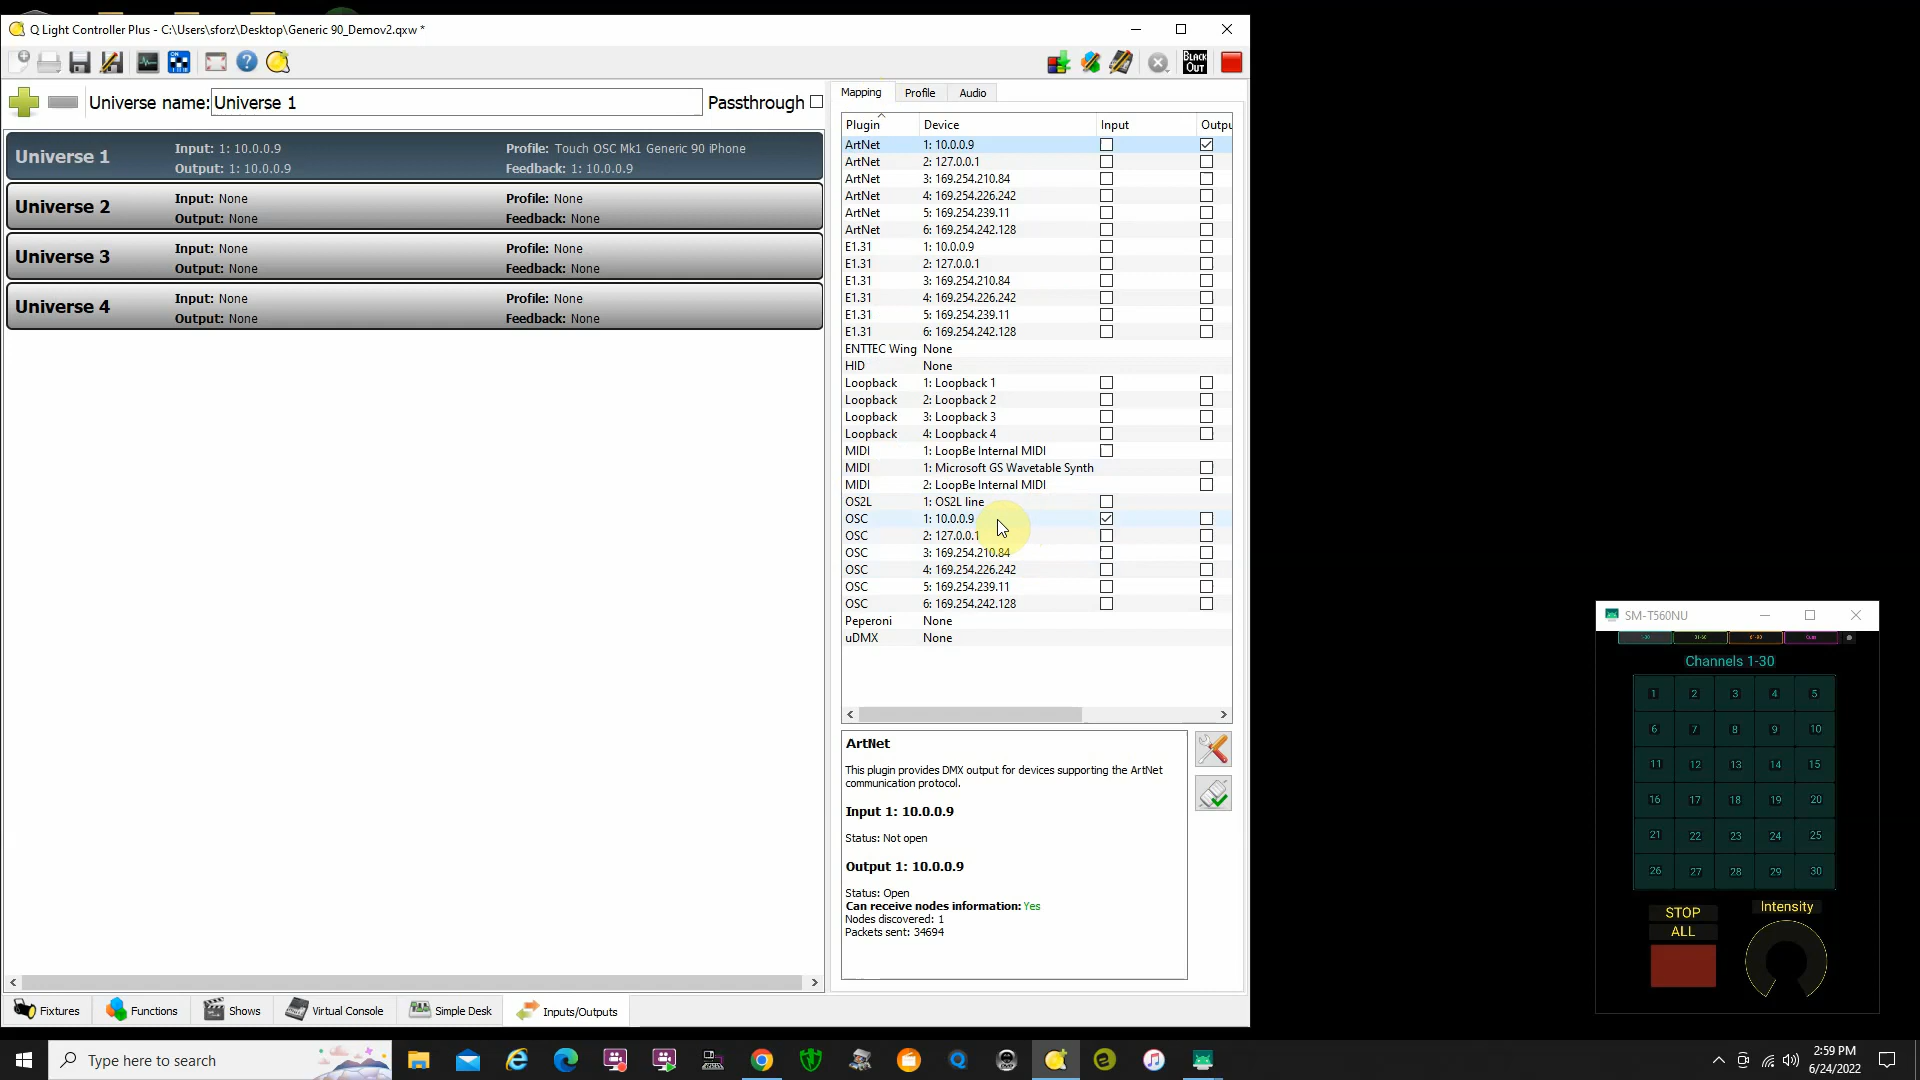 Q Light Controller Plus - C:\Users\sforz\Desktop\Generic 90_Demov2.qxw *
BLACK
OUT
Universe name: Universe 1 Passthrough
Universe 1 Input: 1: 10.0.0.9 Profile: Touch OSC Mk1 Generic 90 iPhone
Output: 1: 10.0.0.9 Feedback: 1: 10.0.0.9
Universe 2 Input: None Profile: None
Output: None Feedback: None
Universe 3 Input: None Profile: None
Output: None Feedback: None
Universe 4 Input: None Profile: None
Output: None Feedback: None
Mapping Profile Audio
Plugin Device Input Outpu
ArtNet 1: 10.0.0.9
ArtNet 2: 127.0.0.1
ArtNet 3: 169.254.210.84
ArtNet 4: 169.254.226.242
ArtNet 5: 169.254.239.11
ArtNet 6: 169.254.242.128
E1.31 1: 10.0.0.9
E1.31 2: 127.0.0.1
E1.31 3: 169.254.210.84
E1.31 4: 169.254.226.242
E1.31 5: 169.254.239.11
E1.31 6: 169.254.242.128
ENTTEC Wing None
HID None
Loopback 1: Loopback 1
Loopback 2: Loopback 2
Loopback 3: Loopback 3
Loopback 4: Loopback 4
MIDI 1: LoopBe Internal MIDI
MIDI 1: Microsoft GS Wavetable Synth
MIDI 2: LoopBe Internal MIDI
OS2L 1: OS2L line
OSC 1: 10.0.0.9
OSC 2: 127.0.0.1
OSC 3: 169.254.210.84
OSC 4: 169.254.226.242
OSC 5: 169.254.239.11
OSC 6: 169.254.242.128
Peperoni None
uDMX None
ArtNet
This plugin provides DMX output for devices supporting the ArtNet
communication protocol.
Input 1: 10.0.0.9
Status: Not open
Output 1: 10.0.0.9
Status: Open
Can receive nodes information: Yes
Nodes discovered: 1
Packets sent: 34694
Fixtures Functions Shows Virtual Console Simple Desk Inputs/Outputs
SM-T560NU
Channels 1-30
1 2 3 4 5
6 7 8 9 10
11 12 13 14 15
16 17 18 19 20
21 22 23 24 25
26 27 28 29 30
STOP
ALL
Intensity
Type here to search
2:59 PM
6/24/2022